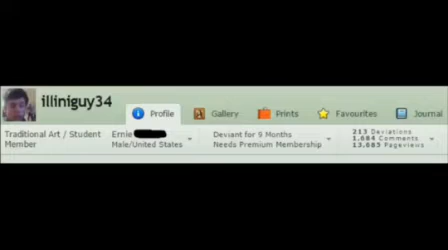 illiniguy34
Profile
Gallery
Prints
Favourites
Journal
Traditional Art / Student
Member
Ernie
Male/United States
Deviant for 9 Months
Needs Premium Membership
213 Deviations
1,684 Comments
13,683 Pageviews